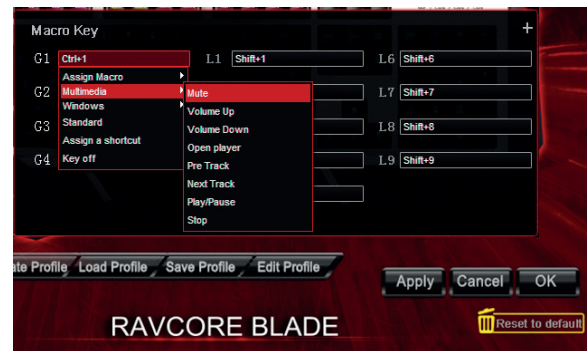 Macro Key
+
G1 Ctrl+1 L1 Shift+1 L6 Shift+6
Assign Macro
G2 Multimedia Mute L7 Shift+7
Windows Volume Up
G3 Standard Volume Down L8 Shift+8
Assign a shortcut Open player
G4 Key off Pre Track L9 Shift+9
Next Track
Play/Pause
Stop
ate Profile Load Profile Save Profile Edit Profile
Apply Cancel OK
RAVCORE BLADE
Reset to default